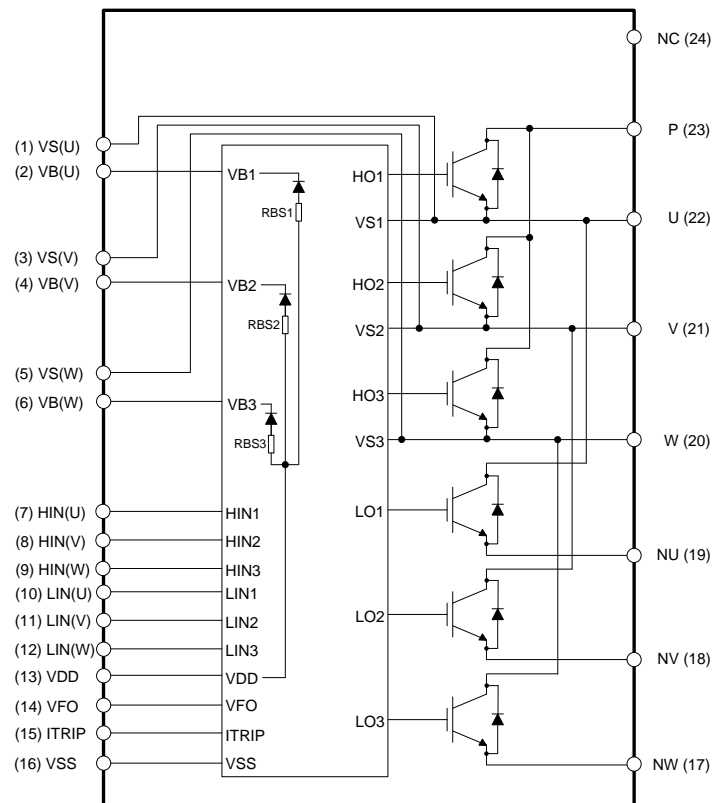 NC (24)
(1) VS(U)
(2) VB(U)
(3) VS(V)
(4) VB(V)
(5) VS(W)
(6) VB(W)
(7) HIN(U)
(8) HIN(V)
(9) HIN(W)
(10) LIN(U)
(11) LIN(V)
(12) LIN(W)
(13) VDD
(14) VFO
(15) ITRIP
(16) VSS
VB1
RBS1
VB2
RBS2
VB3
RBS3
HIN1
HIN2
HIN3
LIN1
LIN2
LIN3
VDD
VFO
ITRIP
VSS
HO1
VS1
HO2
VS2
HO3
VS3
LO1
LO2
LO3
P (23)
U (22)
V (21)
W (20)
NU (19)
NV (18)
NW (17)